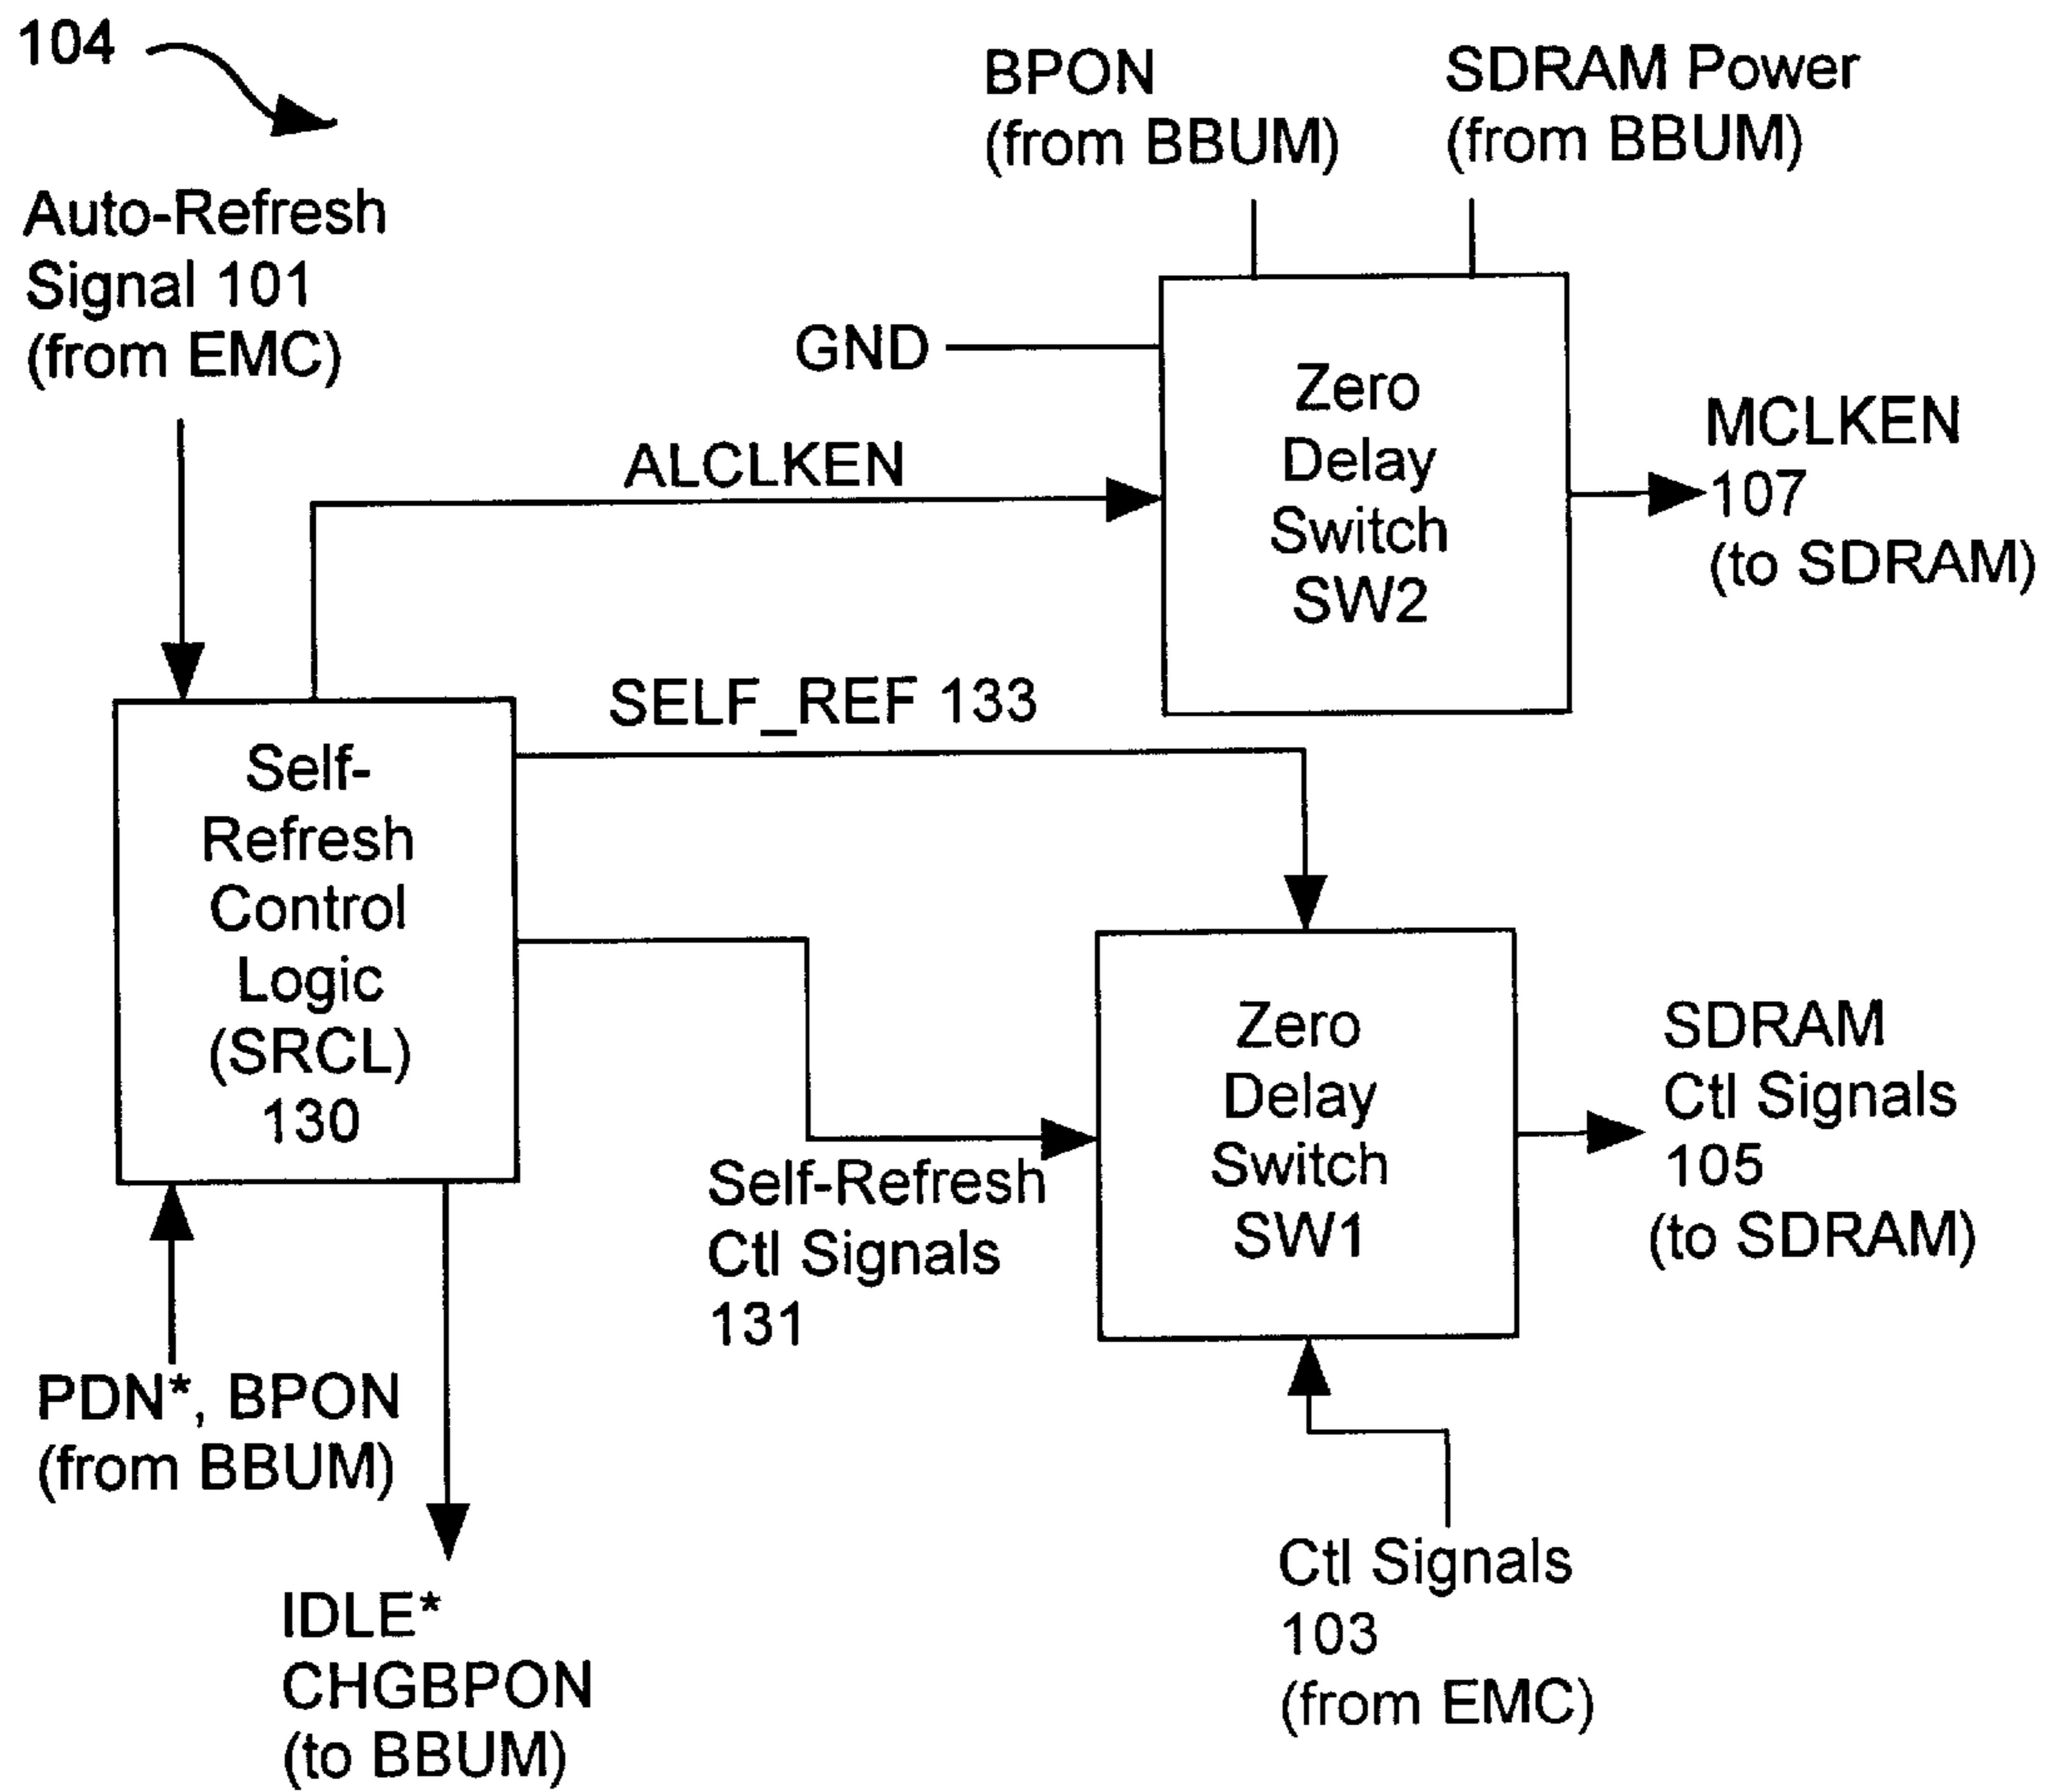 104
BPON
(from BBUM)
SDRAM Power
(from BBUM)
Auto-Refresh
Signal 101
(from EMC)
GND
Zero
Delay
Switch
SW2
MCLKEN
107
(to SDRAM)
ALCLKEN
SELF_REF 133
Self-
Refresh
Control
Logic
(SRCL)
130
Zero
Delay
Switch
SW1
SDRAM
Ctl Signals
105
(to SDRAM)
Self-Refresh
Ctl Signals
131
PDN*, BPON
(from BBUM)
IDLE*
CHGBPON
(to BBUM)
Ctl Signals
103
(from EMC)